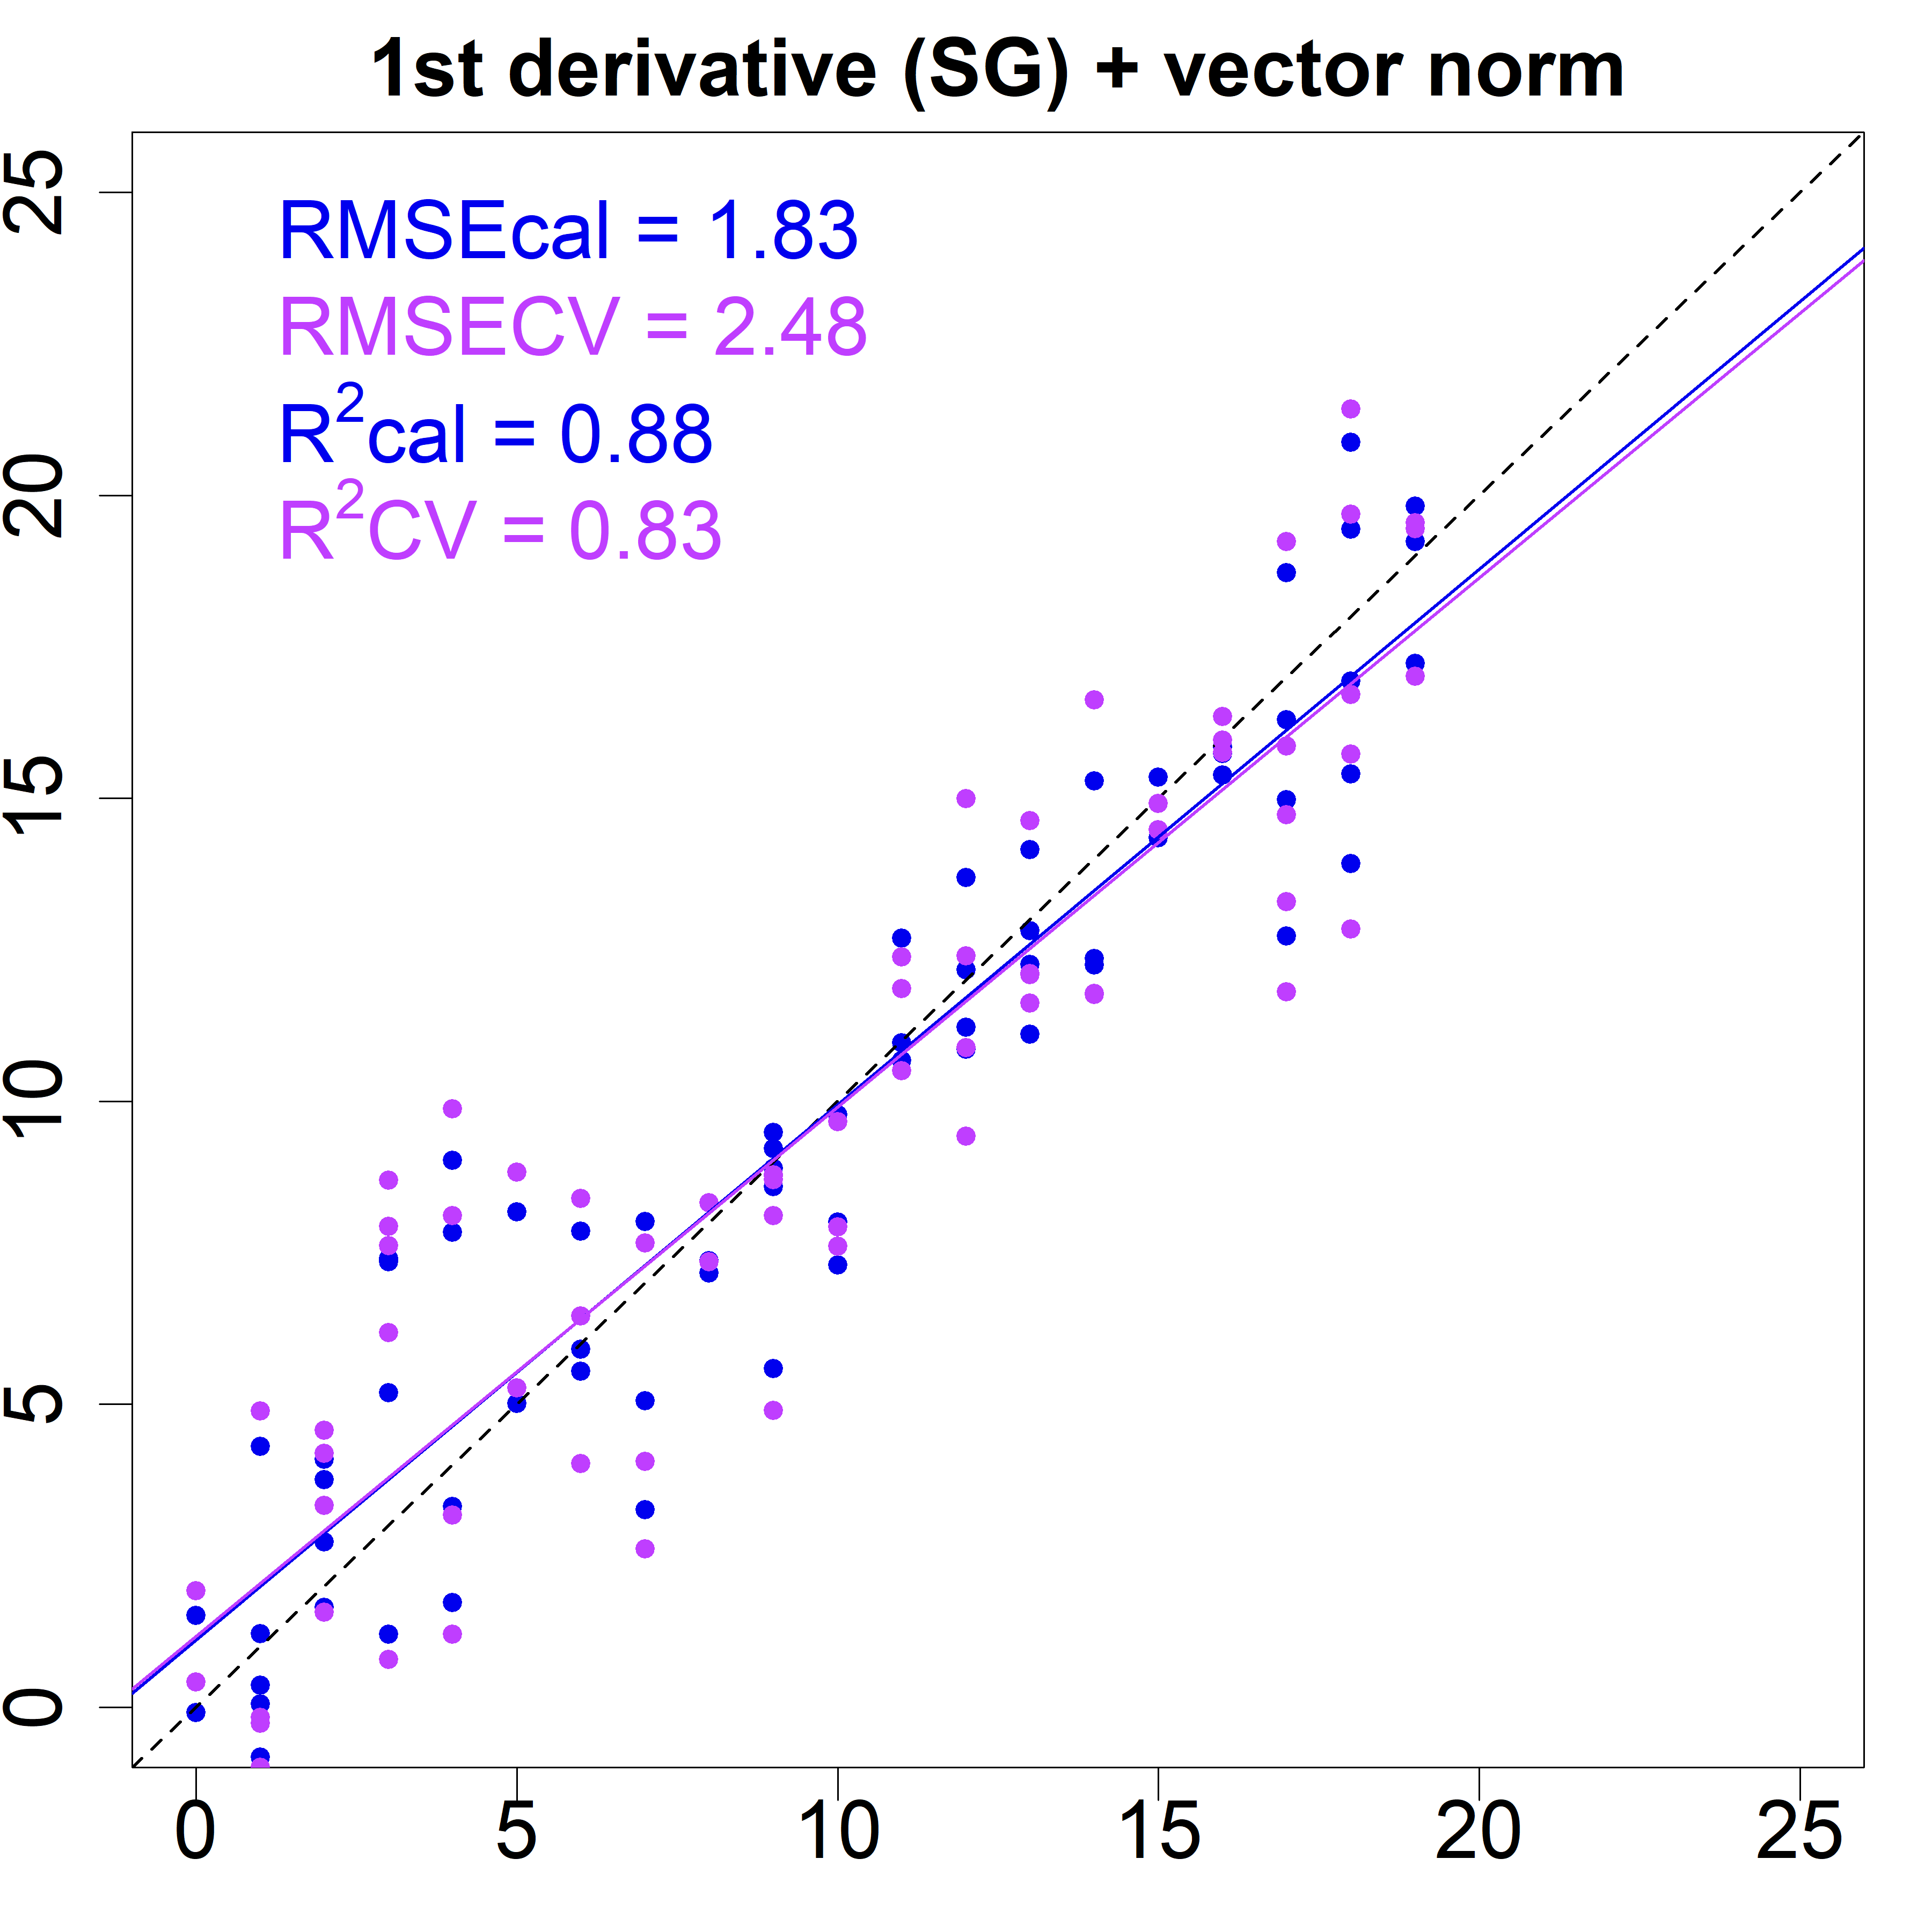 1st derivative (SG) + vector norm
25
RMSEcal = 1.83
RMSECV = 2.48
R²cal = 0.88
20
R²CV = 0.83
15
10
5
0
0 5 10 15 20 25